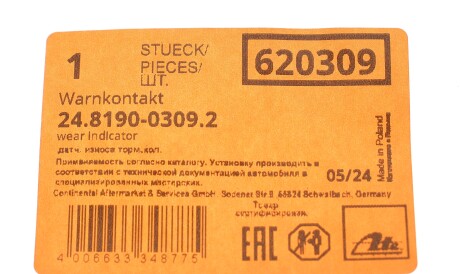 1
STUECK/
PIECES/
ШТ.
620309
Warnkontakt
24.8190-0309.2
wear indicator
датч. износа торм.кол.
Применяемость согласно каталогу. Установку производить в
соответствии с технической документацией автомобиля в
специализированных мастерских.
05/24
Made in Poland
Continental Aftermarket & Services GmbH, Sodener Str. 65824 Schwalbach, Germany
Товар
сертифицирован.
4 006633 348775
EAC
Ate